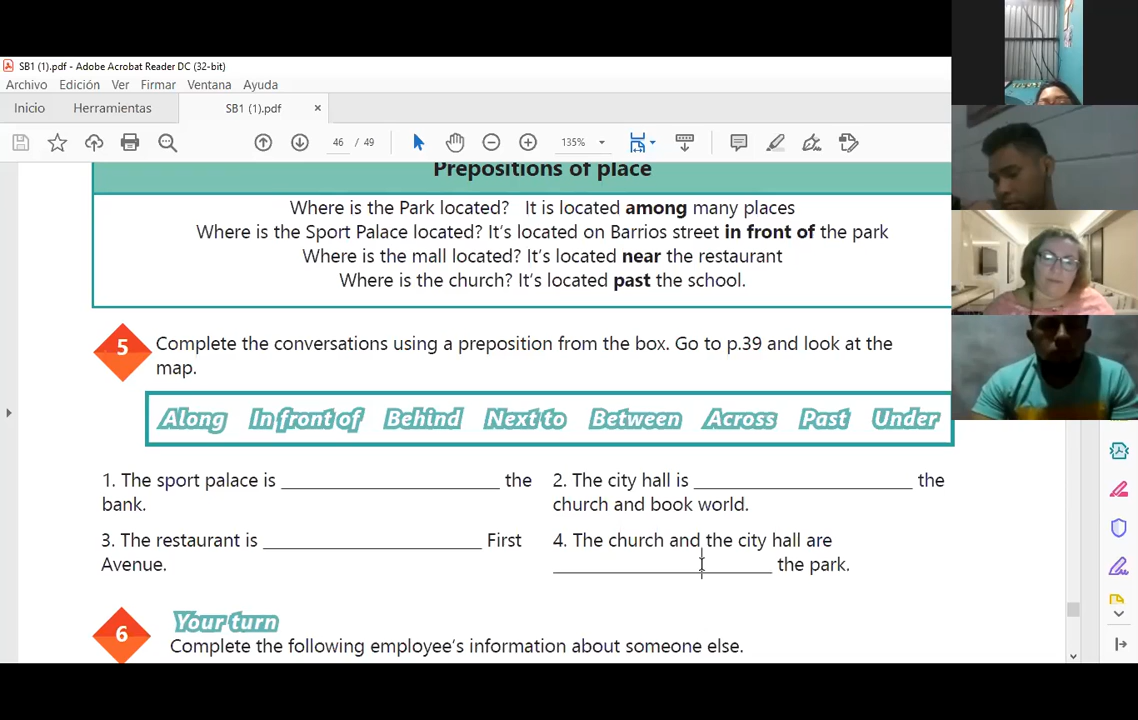 SB1 (1).pdf - Adobe Acrobat Reader DC (32-bit)
Archivo Edición Ver Firmar Ventana Ayuda
Inicio Herramientas SB1 (1).pdf ×
46 / 49 135%
Prepositions of place
Where is the Park located? It is located among many places
Where is the Sport Palace located? It's located on Barrios street in front of the park
Where is the mall located? It's located near the restaurant
Where is the church? It's located past the school.
5 Complete the conversations using a preposition from the box. Go to p.39 and look at the
map.
Along In front of Behind Next to Between Across Past Under
1. The sport palace is ____________________ the
bank.
2. The city hall is ____________________ the
church and book world.
3. The restaurant is ____________________ First
Avenue.
4. The church and the city hall are
____________________ the park.
6 Your turn
Complete the following employee's information about someone else.